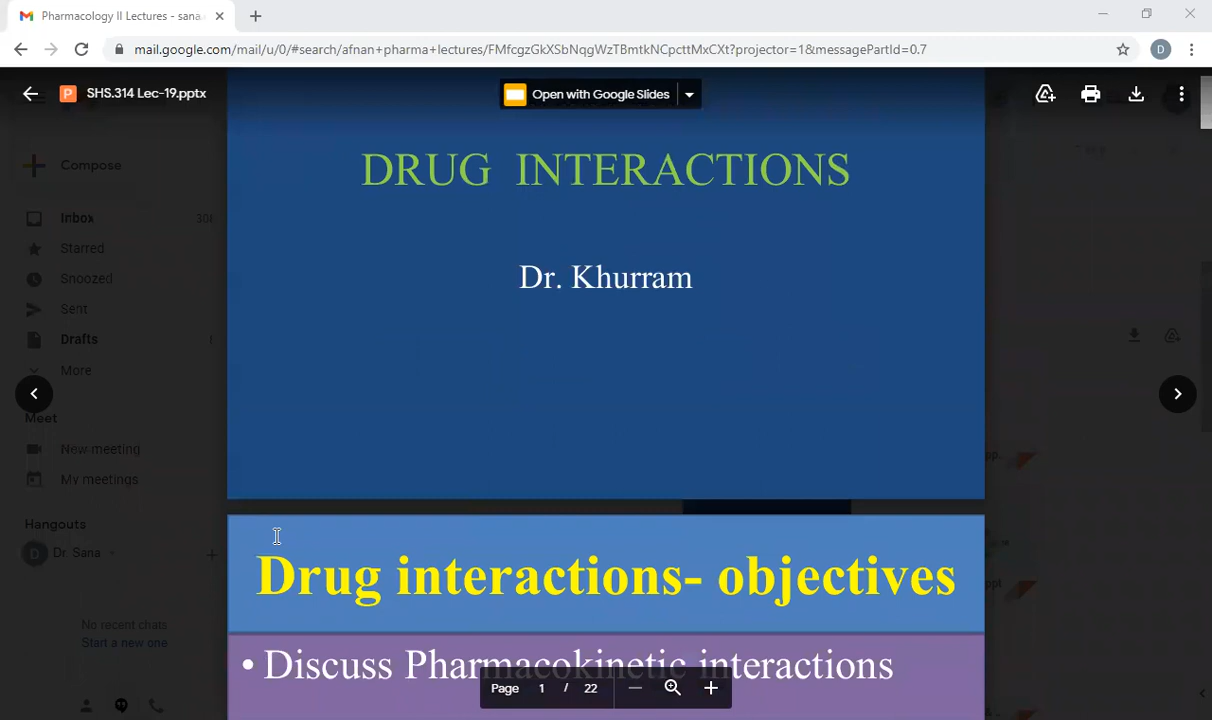 Pharmacology II Lectures - sana.
mail.google.com/mail/u/0/#search/afnan+pharma+lectures/FMfcgzGkXSbNqgWzTBmtkNCpcttMxCXt?projector=1&messagePartId=0.7
D
P SHS.314 Lec-19.pptx
Open with Google Slides
DRUG INTERACTIONS
Dr. Khurram
Compose
Inbox 30
Starred
Snoozed
Sent
Drafts
More
Meet
New meeting
My meetings
Hangouts
D Dr. Sana
No recent chats
Start a new one
Drug interactions- objectives
• Discuss Pharmacokinetic interactions
Page 1 / 22